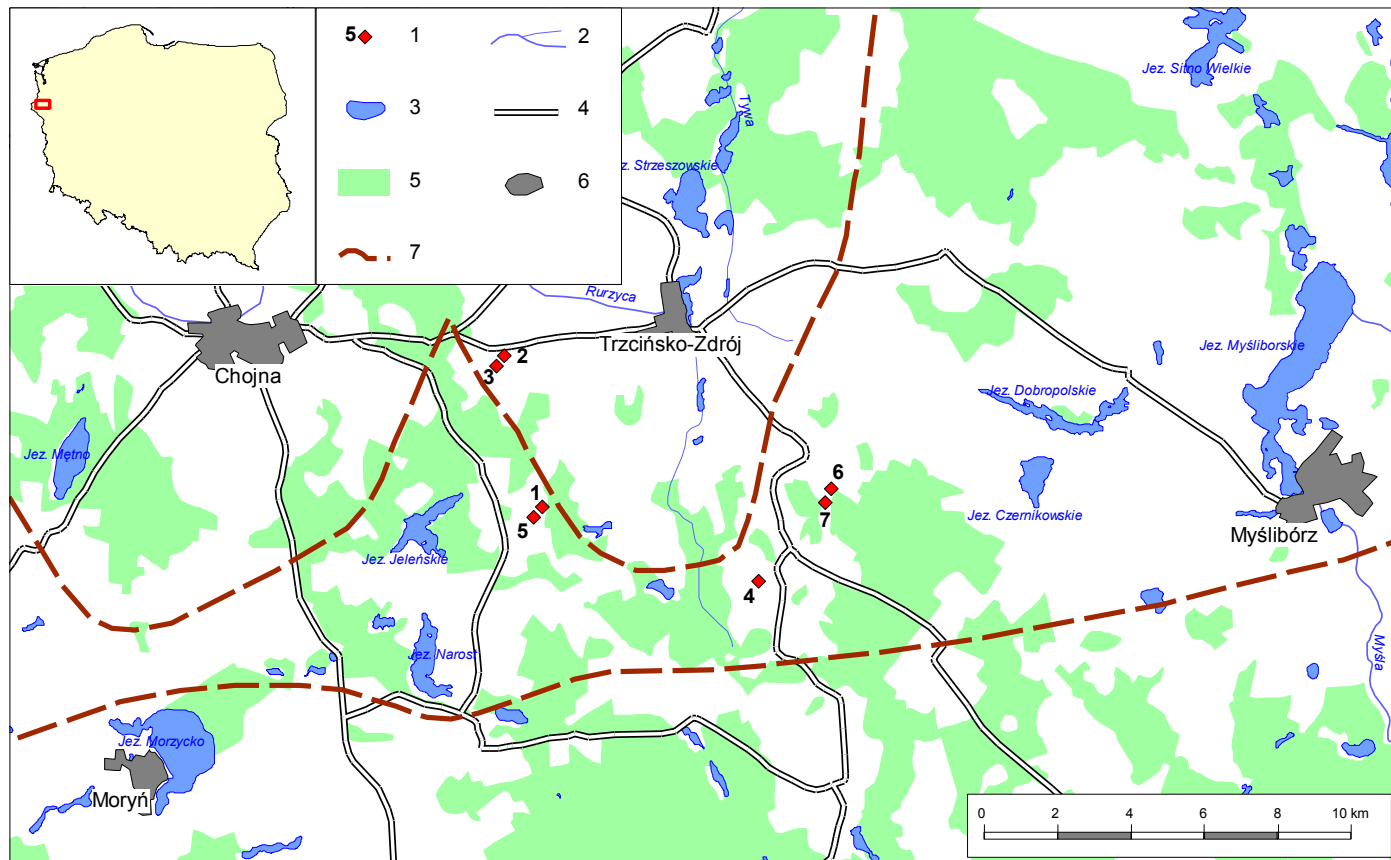 5 1
2
3
4
5
6
7
Jez. Sitno Wielkie
Tywa
z. Strzeszowskie
Rurzyca
Trzcińsko-Zdrój
Chojna
Jez. Myśliborskie
2
3
Jez. Dobropolskie
Jez. Mętno
6
1
7
5
Jez. Czernikowskie
Myślibórz
Jez. Jeleńskie
4
Jez. Narost
Myśla
Jez. Morzycko
Moryń
0 2 4 6 8 10 km